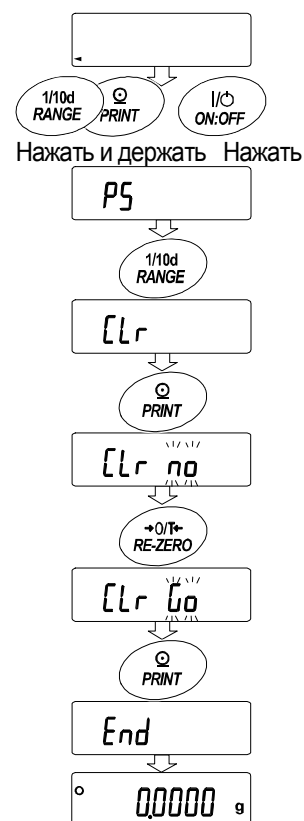 1/10d PRINT I/⏻
RANGE ON:OFF
Нажать и держать Нажать
PS
1/10d
RANGE
CLr
PRINT
CLr no
→0/T←
RE-ZERO
CLr Go
PRINT
End
0.0000 g